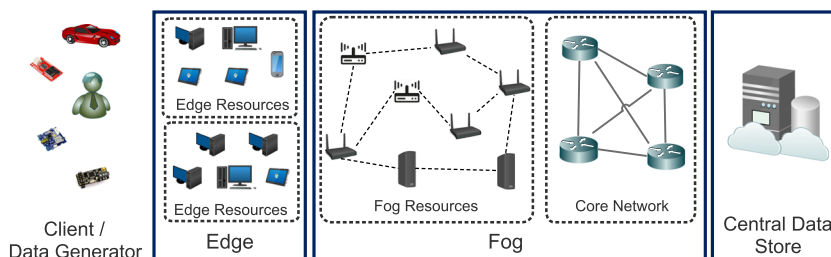 Edge Resources
Edge Resources
Fog Resources
Core Network
Client /
Data Generator
Edge
Fog
Central Data
Store